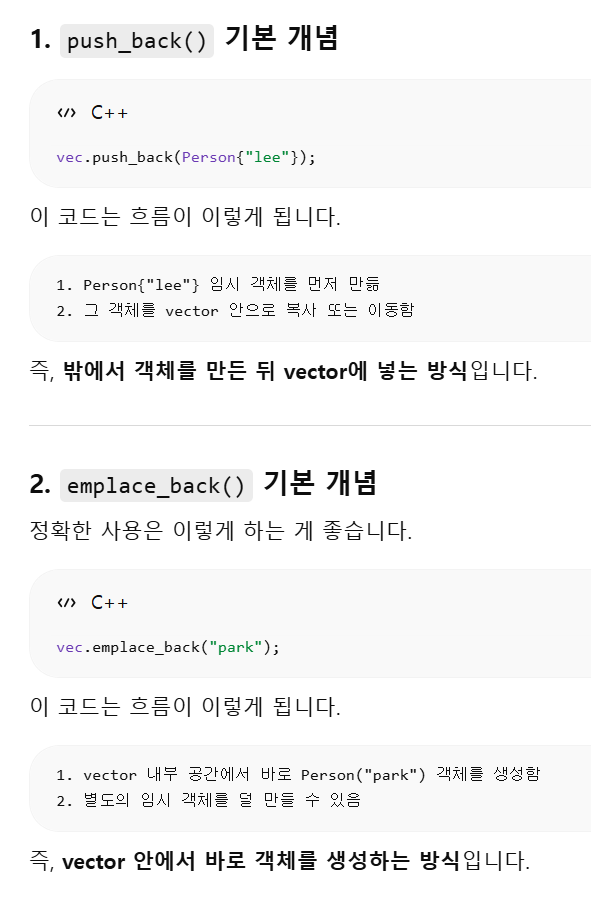 1. push_back() 기본 개념
</> C++
vec.push_back(Person{"lee"});
이 코드는 흐름이 이렇게 됩니다.
1. Person{"lee"} 임시 객체를 먼저 만듦
2. 그 객체를 vector 안으로 복사 또는 이동함
즉, 밖에서 객체를 만든 뒤 vector에 넣는 방식입니다.
2. emplace_back() 기본 개념
정확한 사용은 이렇게 하는 게 좋습니다.
</> C++
vec.emplace_back("park");
이 코드는 흐름이 이렇게 됩니다.
1. vector 내부 공간에서 바로 Person("park") 객체를 생성함
2. 별도의 임시 객체를 덜 만들 수 있음
즉, vector 안에서 바로 객체를 생성하는 방식입니다.